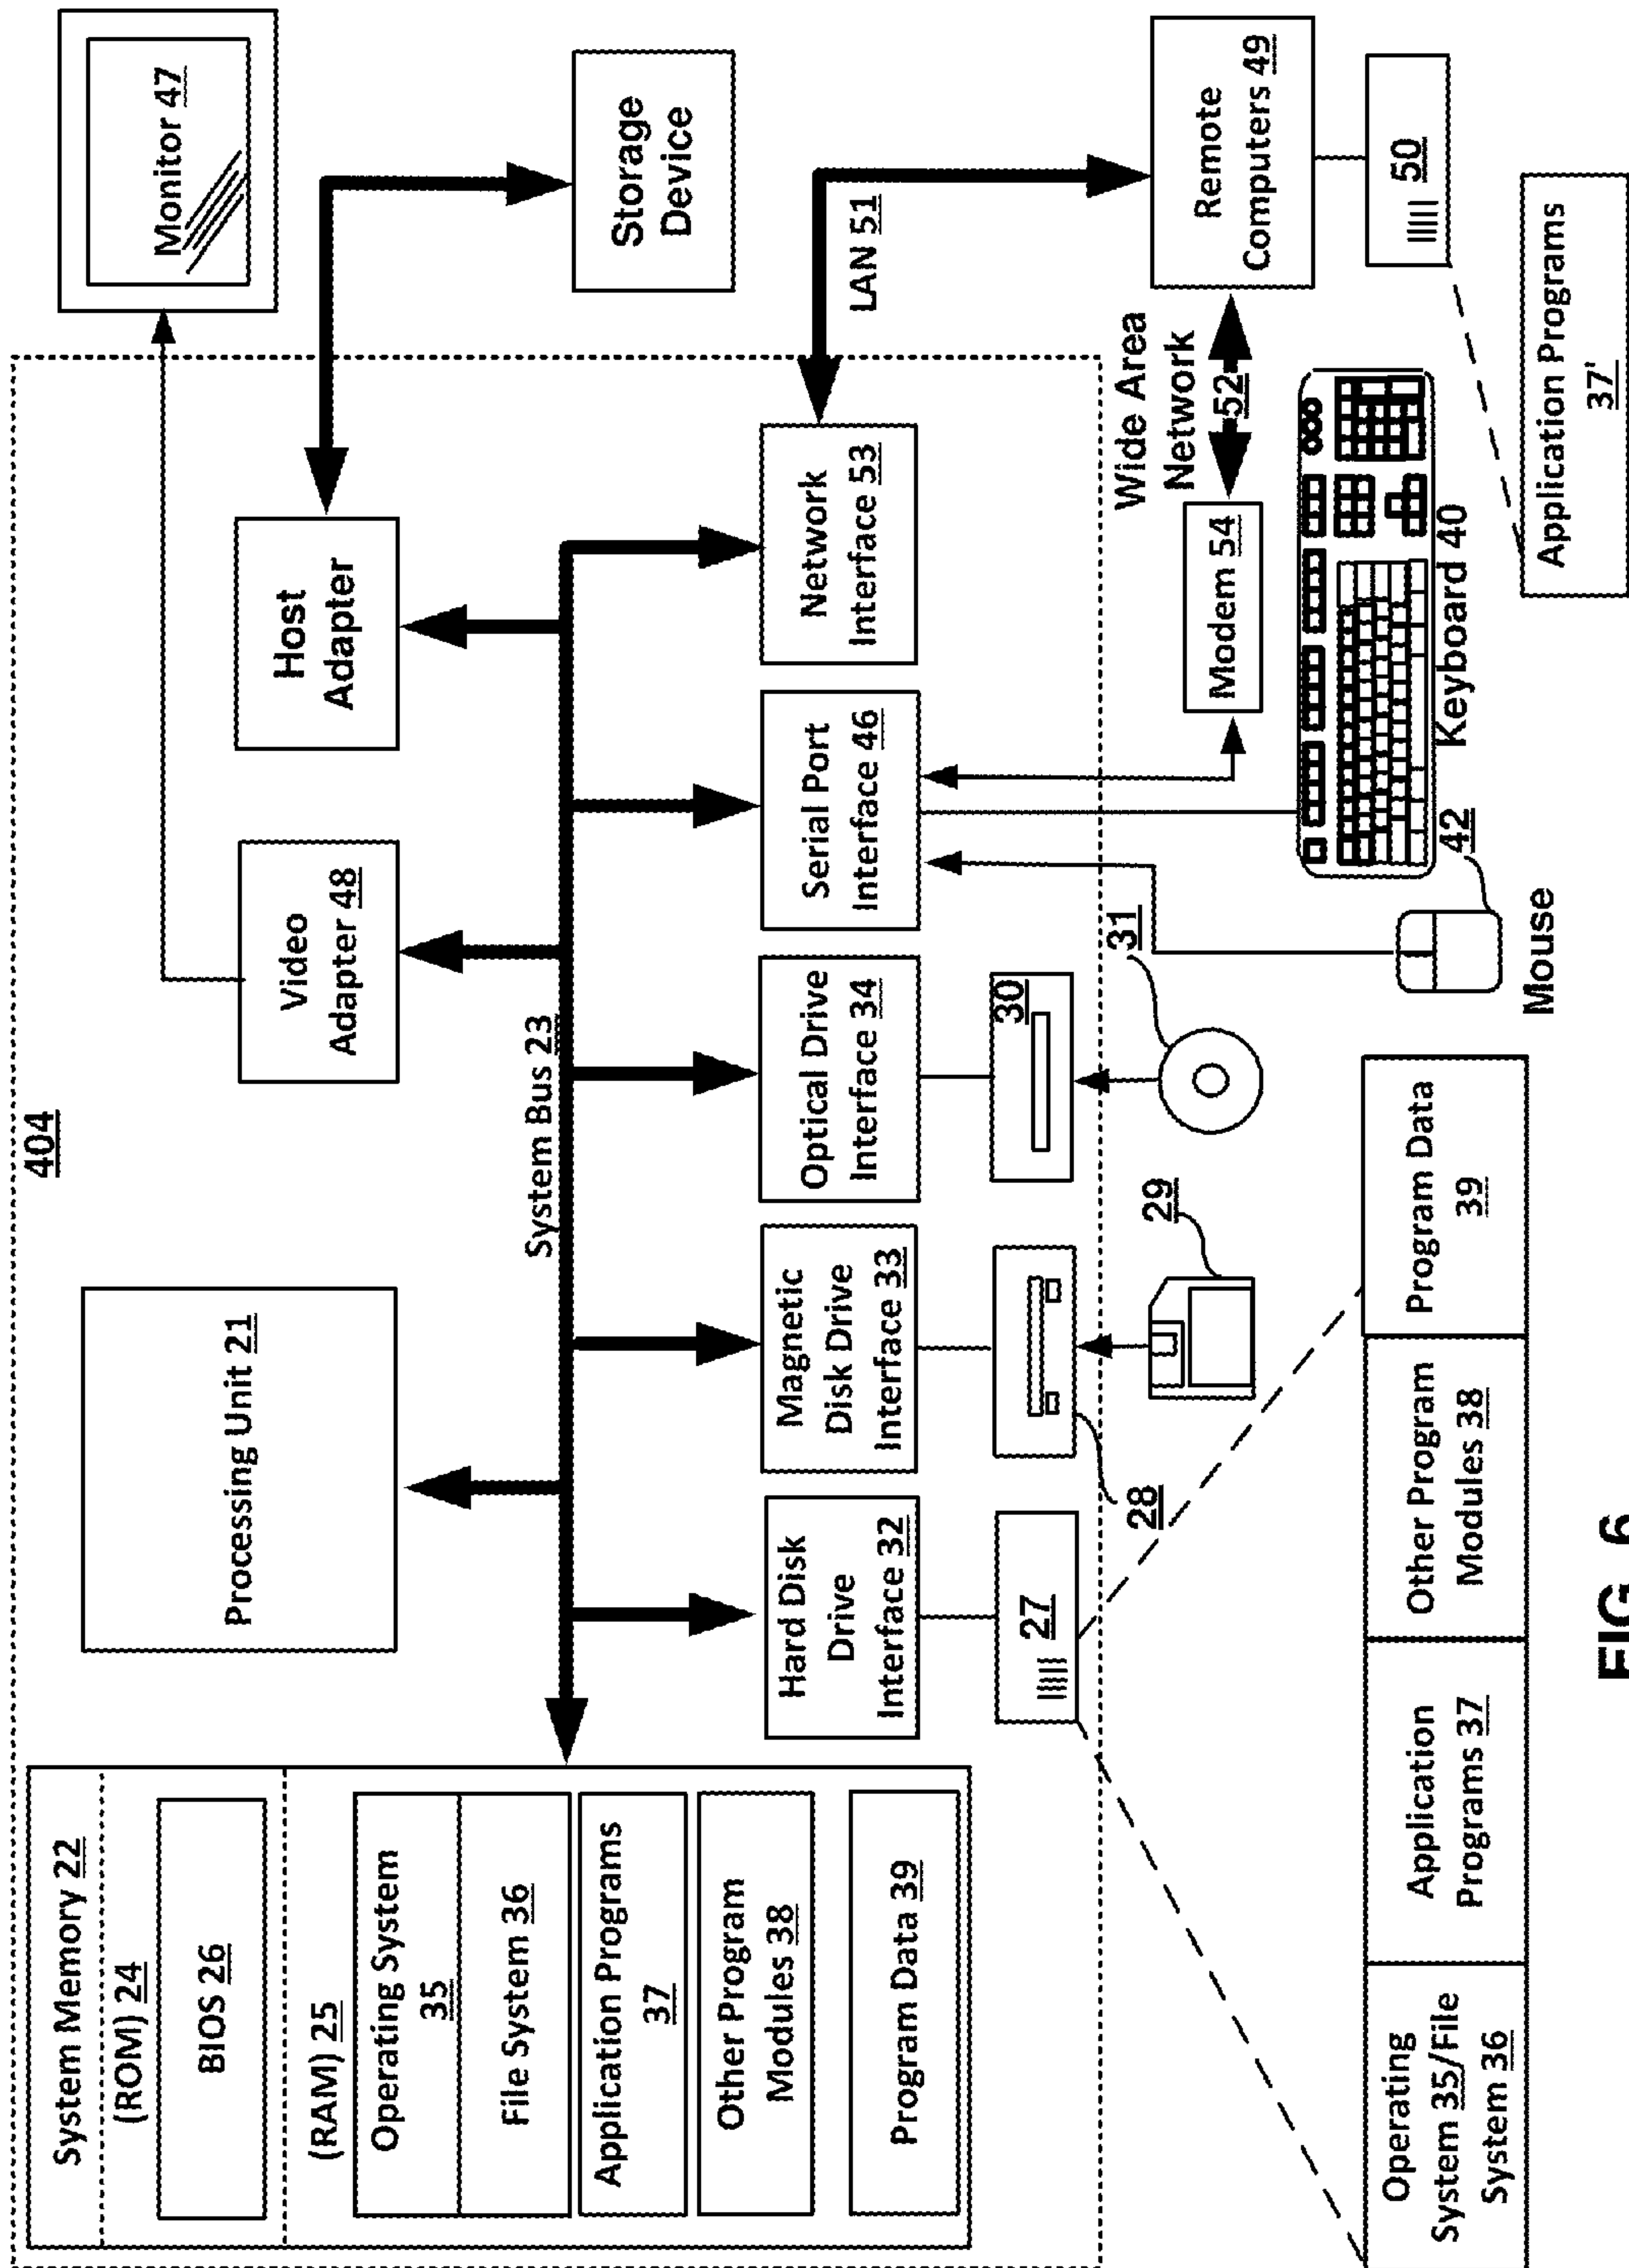 404
System Memory 22
(ROM) 24
BIOS 26
(RAM) 25
Operating System
35
File System 36
Application Programs
37
Other Program
Modules 38
Program Data 39
Processing Unit 21
Video
Adapter 48
Host
Adapter
Monitor 47
Storage
Device
System Bus 23
Hard Disk
Drive
Interface 32
Magnetic
Disk Drive
Interface 33
Optical Drive
Interface 34
Serial Port
Interface 46
Network
Interface 53
LAN 51
27
28
29
30
31
Wide Area
Network
52
Modem 54
Remote
Computers 49
50
Keyboard 40
42
Mouse
Operating
System 35/File
System 36
Application
Programs 37
Other Program
Modules 38
Program Data
39
Application Programs
37'
FIG. 6